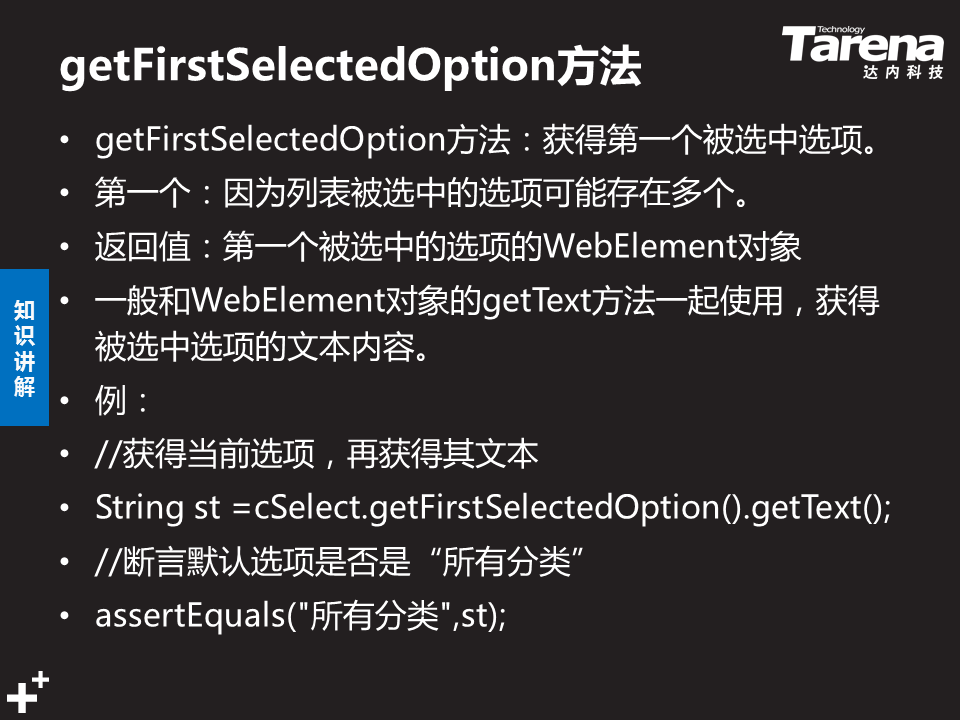 getFirstSelectedOption方法
Technology
Tarena
达内科技
• getFirstSelectedOption方法：获得第一个被选中选项。
• 第一个：因为列表被选中的选项可能存在多个。
• 返回值：第一个被选中的选项的WebElement对象
• 一般和WebElement对象的getText方法一起使用，获得
被选中选项的文本内容。
• 例：
• //获得当前选项，再获得其文本
• String st =cSelect.getFirstSelectedOption().getText();
• //断言默认选项是否是“所有分类”
• assertEquals("所有分类",st);
知
识
讲
解